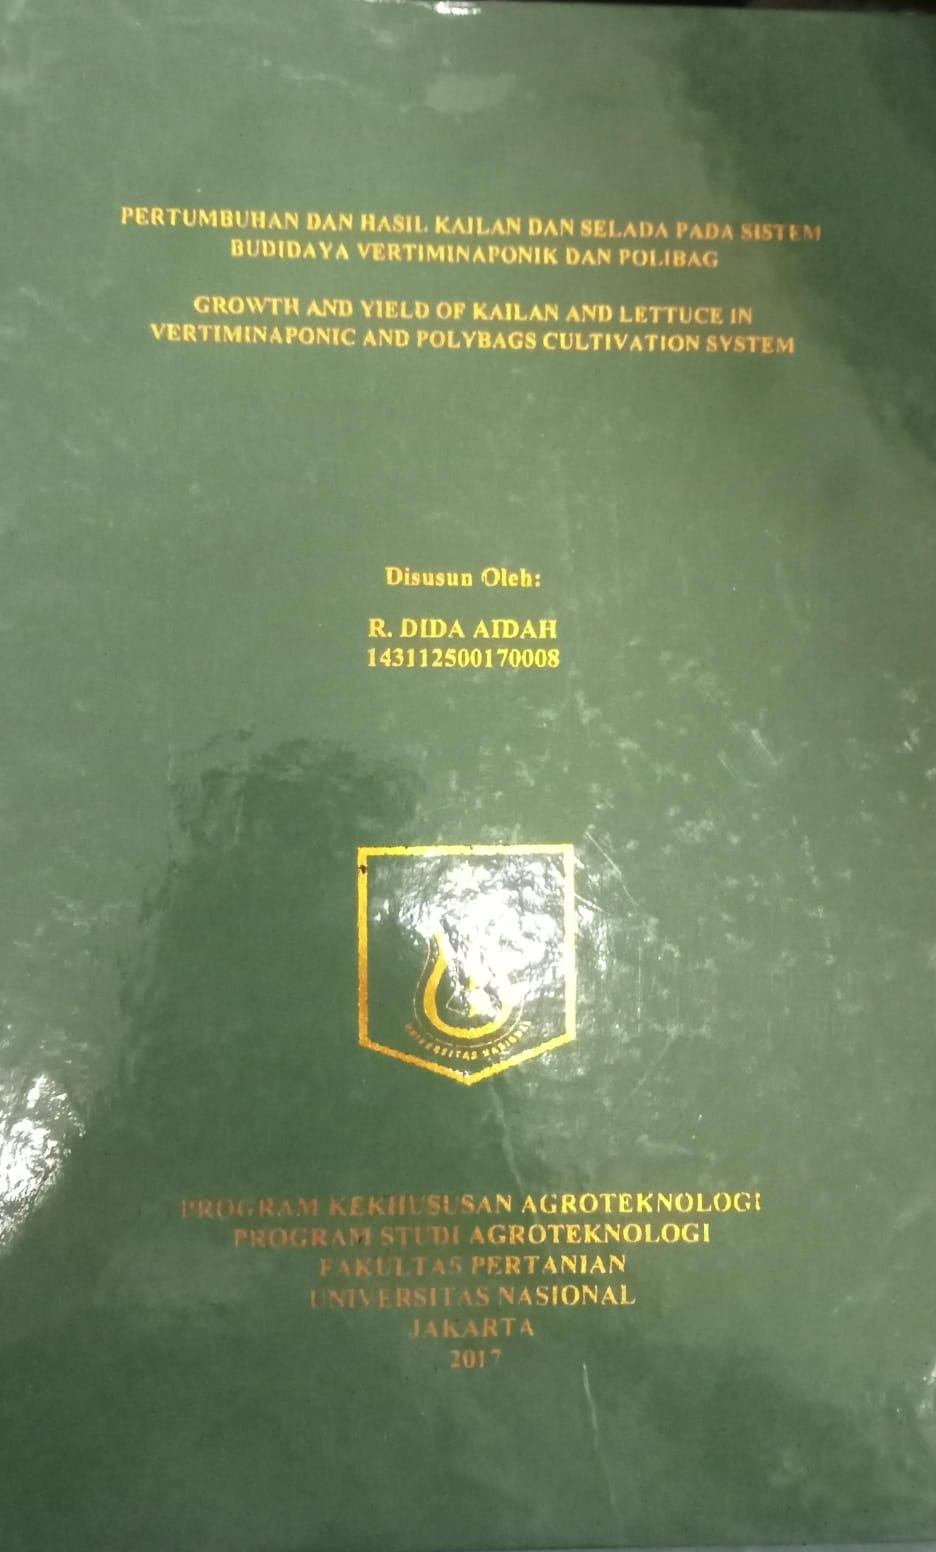 PERTUMBUHAN DAN HASIL KAILAN DAN SELADA PADA SISTEM
BUDIDAYA VERTIMINAPONIK DAN POLIBAG
GROWTH AND YIELD OF KAILAN AND LETTUCE IN
VERTIMINAPONIC AND POLYBAGS CULTIVATION SYSTEM
Disusun Oleh:
R. DIDA AIDAH
143112500170008
UNIVERSITAS NASIONAL
PROGRAM KEKHUSUSAN AGROTEKNOLOGI
PROGRAM STUDI AGROTEKNOLOGI
FAKULTAS PERTANIAN
UNIVERSITAS NASIONAL
JAKARTA
2017